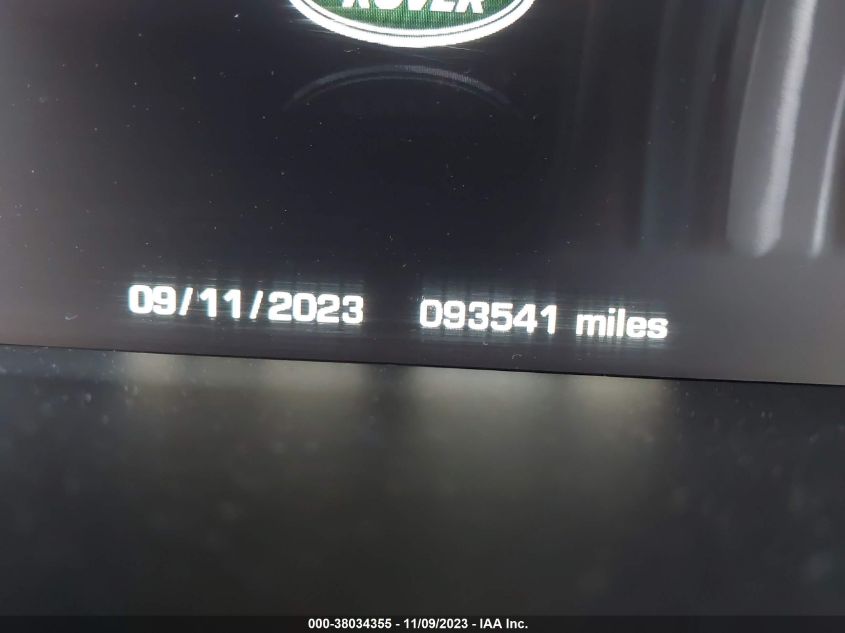 ROVER
09/11/2023 093541 miles
000-38034355 - 11/09/2023 - IAA Inc.